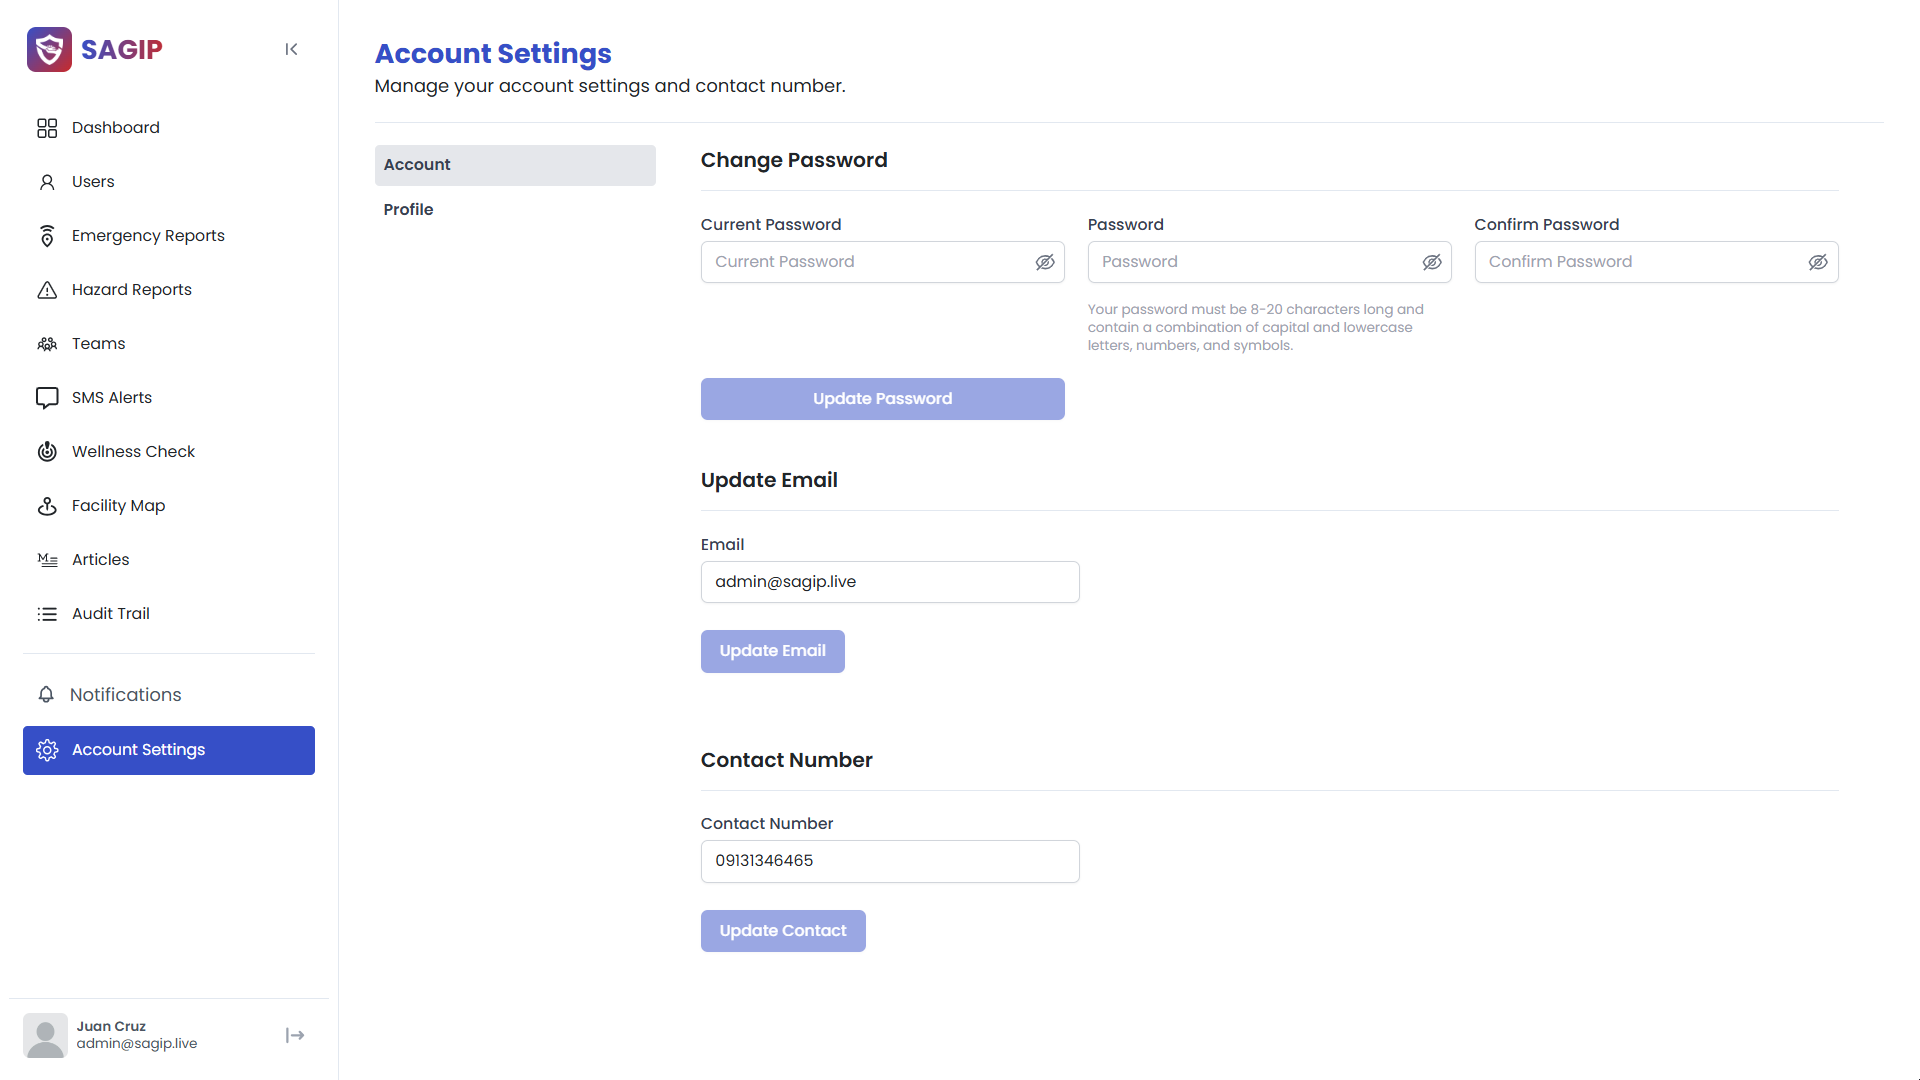 SAGIP
Dashboard
Users
Emergency Reports
Hazard Reports
Teams
SMS Alerts
Wellness Check
Facility Map
Articles
Audit Trail
Notifications
Account Settings
Juan Cruz
admin@sagip.live
Account Settings
Manage your account settings and contact number.
Account
Profile
Change Password
Current Password
Current Password
Password
Password
Your password must be 8-20 characters long and
contain a combination of capital and lowercase
letters, numbers, and symbols.
Confirm Password
Confirm Password
Update Password
Update Email
Email
admin@sagip.live
Update Email
Contact Number
Contact Number
09131346465
Update Contact